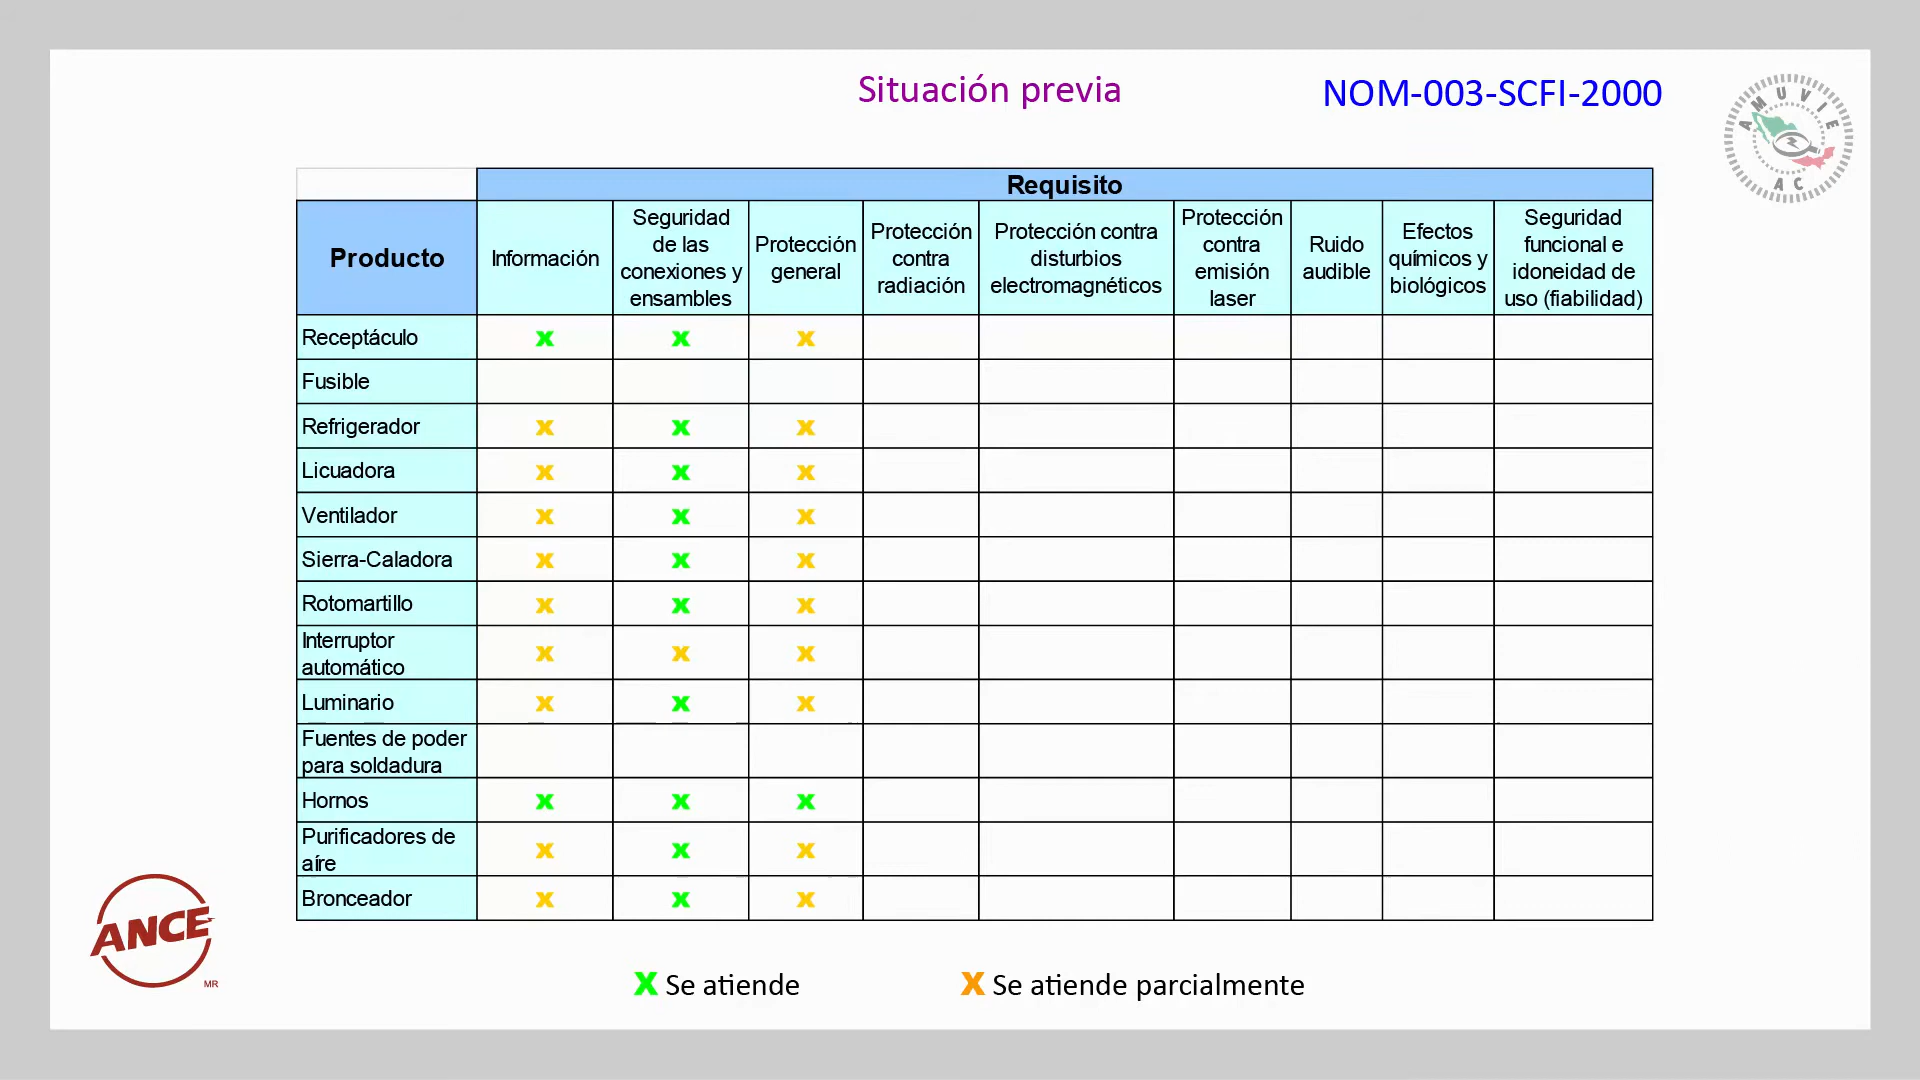 Situación previa
NOM-003-SCFI-2000
AMUVIE
AC
Requisito
Producto
Información
Seguridad
de las
conexiones y
ensambles
Protección
general
Protección
contra
radiación
Protección contra
disturbios
electromagnéticos
Protección
contra
emisión
laser
Ruido
audible
Efectos
químicos y
biológicos
Seguridad
funcional e
idoneidad de
uso (fiabilidad)
Receptáculo x x x
Fusible
Refrigerador x x x
Licuadora x x x
Ventilador x x x
Sierra-Caladora x x x
Rotomartillo x x x
Interruptor
automático x x x
Luminario x x x
Fuentes de poder
para soldadura
Hornos x x x
Purificadores de
aíre x x x
Bronceador x x x
ANCE
MR
X Se atiende
X Se atiende parcialmente